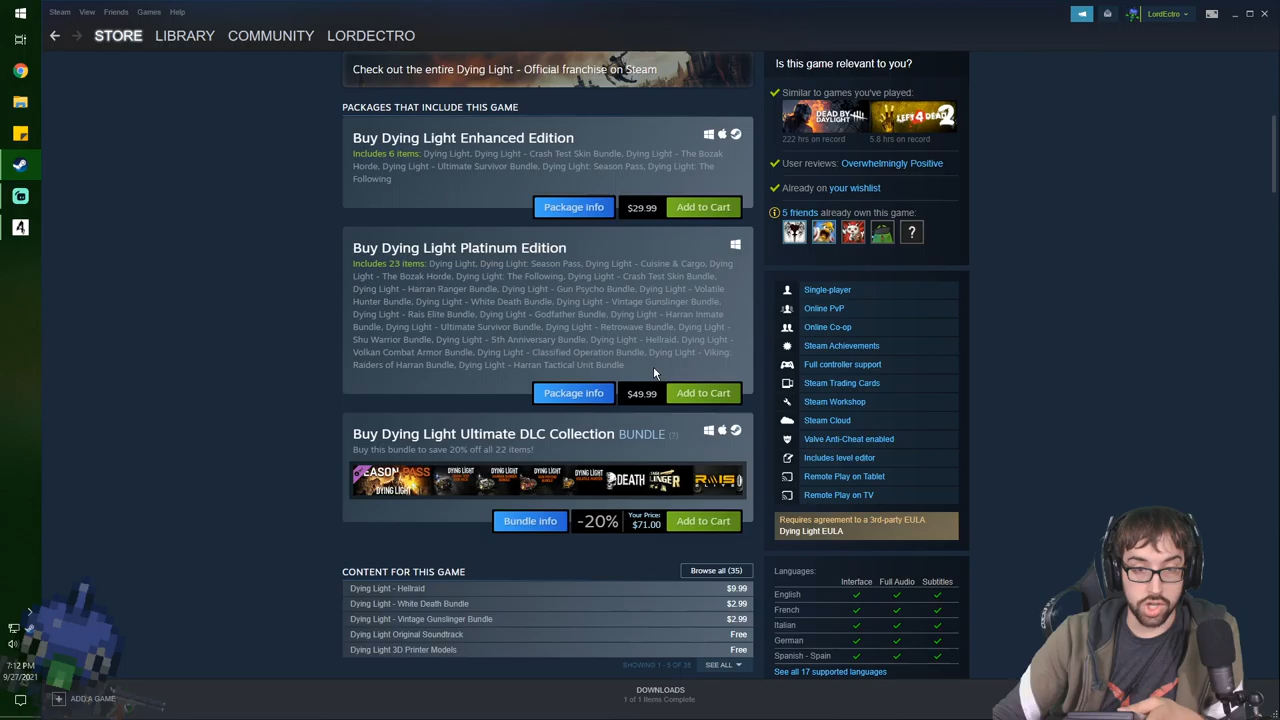 Steam View Friends Games Help
LordEctro
STORE LIBRARY COMMUNITY LORDECTRO
Check out the entire Dying Light - Official franchise on Steam
PACKAGES THAT INCLUDE THIS GAME
Buy Dying Light Enhanced Edition
Includes 6 items: Dying Light, Dying Light - Crash Test Skin Bundle, Dying Light - The Bozak
Horde, Dying Light - Ultimate Survivor Bundle, Dying Light: Season Pass, Dying Light: The
Following
Package info $29.99 Add to Cart
Buy Dying Light Platinum Edition
Includes 23 items: Dying Light, Dying Light: Season Pass, Dying Light - Cuisine & Cargo, Dying
Light - The Bozak Horde, Dying Light: The Following, Dying Light - Crash Test Skin Bundle,
Dying Light - Harran Ranger Bundle, Dying Light - Gun Psycho Bundle, Dying Light - Volatile
Hunter Bundle, Dying Light - White Death Bundle, Dying Light - Vintage Gunslinger Bundle,
Dying Light - Rais Elite Bundle, Dying Light - Godfather Bundle, Dying Light - Harran Inmate
Bundle, Dying Light - Ultimate Survivor Bundle, Dying Light - Retrowave Bundle, Dying Light -
Shu Warrior Bundle, Dying Light - 5th Anniversary Bundle, Dying Light - Hellraid, Dying Light -
Volkan Combat Armor Bundle, Dying Light - Classified Operation Bundle, Dying Light - Viking:
Raiders of Harran Bundle, Dying Light - Harran Tactical Unit Bundle
Package info $49.99 Add to Cart
Buy Dying Light Ultimate DLC Collection BUNDLE (?)
Buy this bundle to save 20% off all 22 items!
SEASON PASS
DYING LIGHT
DEATH
RAIS
Bundle info -20% Your Price: $71.00 Add to Cart
CONTENT FOR THIS GAME Browse all (35)
Dying Light - Hellraid $9.99
Dying Light - White Death Bundle $2.99
Dying Light - Vintage Gunslinger Bundle $2.99
Dying Light Original Soundtrack Free
Dying Light 3D Printer Models Free
SHOWING 1 - 5 OF 35 SEE ALL
Is this game relevant to you?
Similar to games you've played:
DEAD BY DAYLIGHT LEFT 4 DEAD 2
222 hrs on record 5.8 hrs on record
User reviews: Overwhelmingly Positive
Already on your wishlist
5 friends already own this game:
?
Single-player
Online PvP
Online Co-op
Steam Achievements
Full controller support
Steam Trading Cards
Steam Workshop
Steam Cloud
Valve Anti-Cheat enabled
Includes level editor
Remote Play on Tablet
Remote Play on TV
Requires agreement to a 3rd-party EULA
Dying Light EULA
Languages:
Interface Full Audio Subtitles
English
French
Italian
German
Spanish - Spain
See all 17 supported languages
7:12 PM
9/27/2021
ADD A GAME
DOWNLOADS
1 of 1 Items Complete